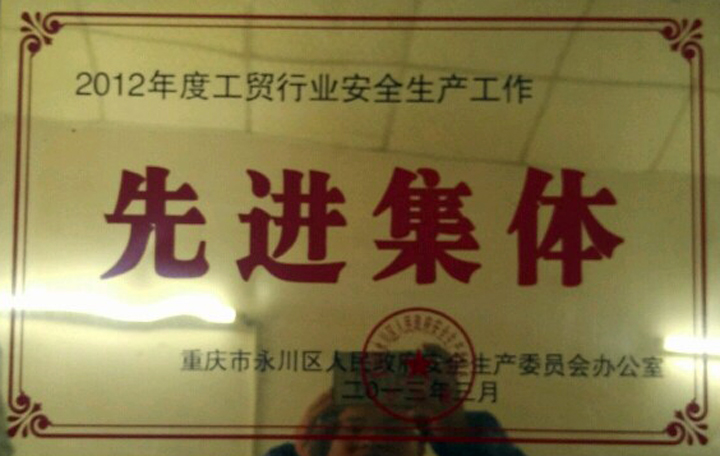 2012年度工贸行业安全生产工作
先进集体
重庆市永川区人民政府安全生产委员会办公室
二0一三年三月